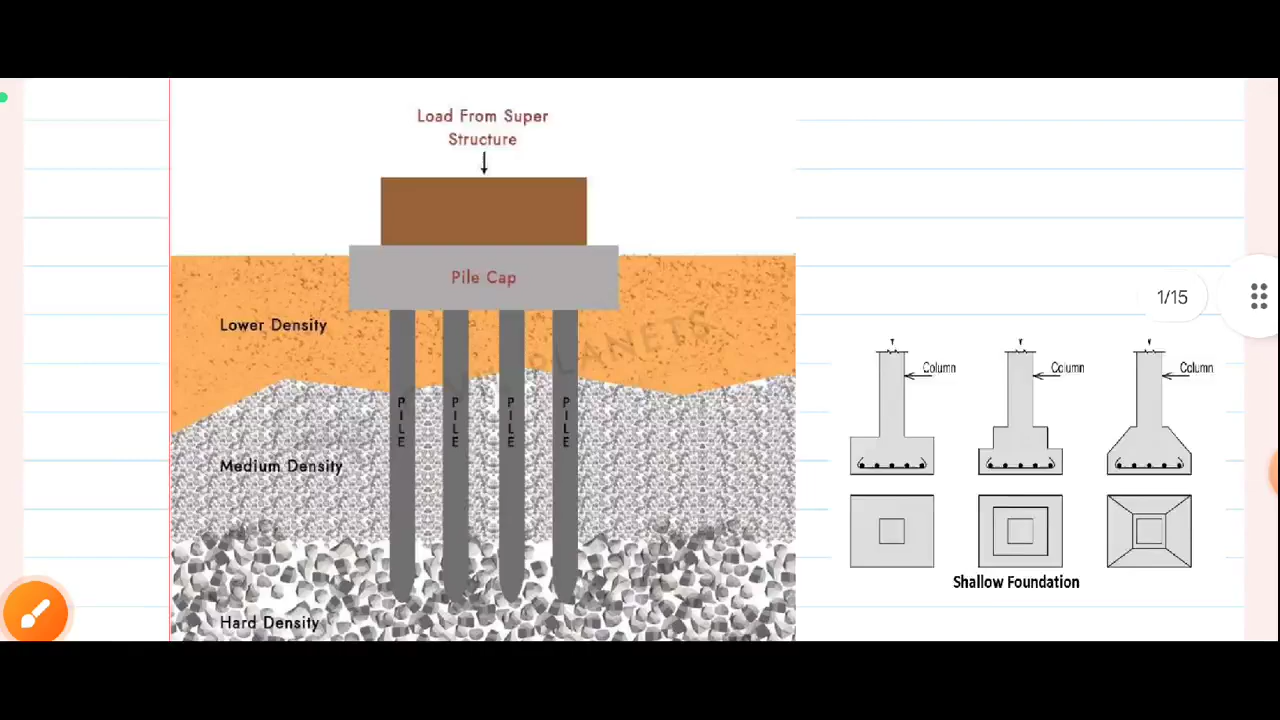 Load From Super
Structure
Pile Cap
Lower Density
PILE
PILE
PILE
PILE
Medium Density
Hard Density
1/15
Column
Column
Column
Shallow Foundation
PLANETS